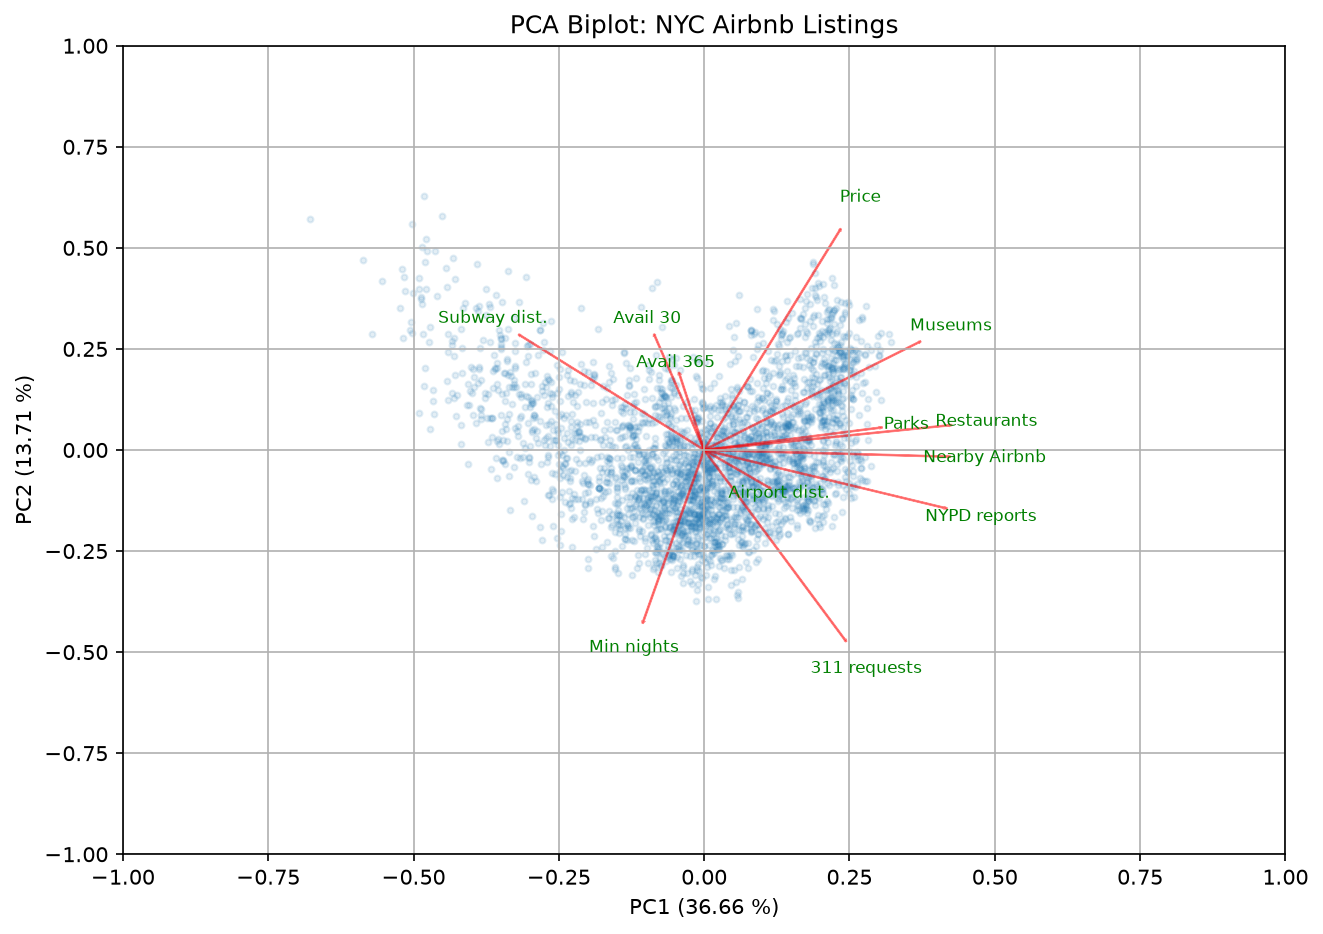 PCA Biplot: NYC Airbnb Listings
1.00
0.75
0.50
0.25
0.00
−0.25
−0.50
−0.75
−1.00
PC2 (13.71 %)
Price
Subway dist.
Avail 30
Museums
Avail 365
Parks
Restaurants
Nearby Airbnb
Airport dist.
NYPD reports
Min nights
311 requests
−1.00 −0.75 −0.50 −0.25 0.00 0.25 0.50 0.75 1.00
PC1 (36.66 %)